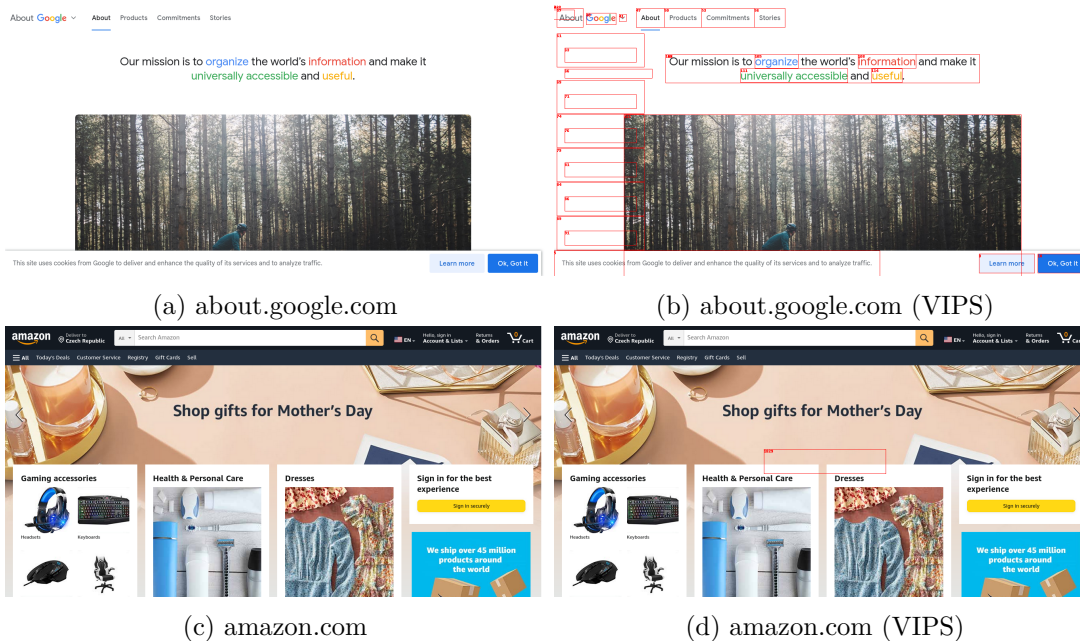 About Google
About Products Commitments Stories
Our mission is to organize the world's information and make it
universally accessible and useful.
This site uses cookies from Google to deliver and enhance the quality of its services and to analyze traffic.
Learn more Ok, Got it
(a) about.google.com
About Google
About Products Commitments Stories
Our mission is to organize the world's information and make it
universally accessible and useful.
This site uses cookies from Google to deliver and enhance the quality of its services and to analyze traffic.
Learn more Ok, Got it
(b) about.google.com (VIPS)
amazon Deliver to Czech Republic All Search Amazon EN Hello, sign in Account & Lists Returns & Orders 0 Cart
All Today's Deals Customer Service Registry Gift Cards Sell
Shop gifts for Mother's Day
Gaming accessories Health & Personal Care Dresses Sign in for the best
experience
Sign in securely
Headsets Keyboards
We ship over 45 million
products around
the world
(c) amazon.com
amazon Deliver to Czech Republic All Search Amazon EN Hello, sign in Account & Lists Returns & Orders 0 Car
All Today's Deals Customer Service Registry Gift Cards Sell
Shop gifts for Mother's Day
Gaming accessories Health & Personal Care Dresses Sign in for the best
experience
Sign in securely
Headsets Keyboards
We ship over 45 million
products around
the world
(d) amazon.com (VIPS)